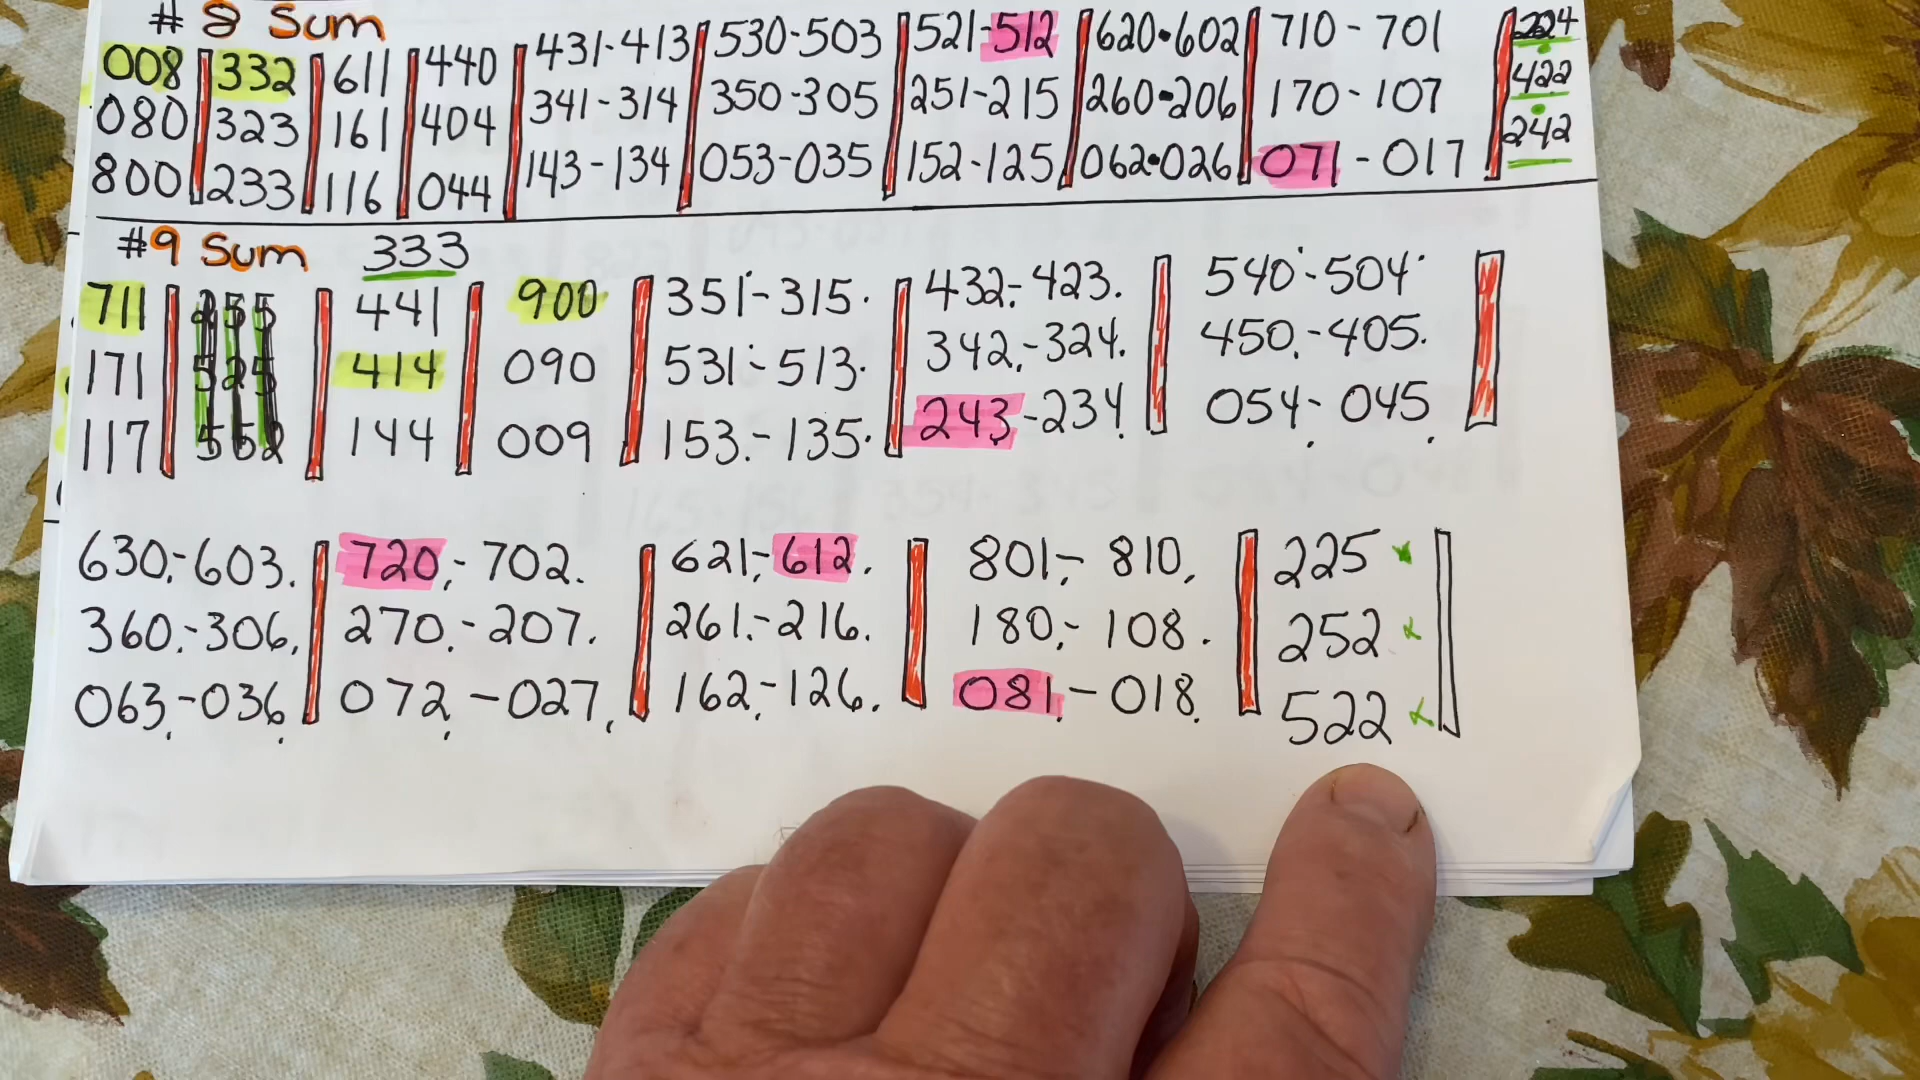 # 8 Sum
008 332 611 440 431-413 530-503 521-512 620•602 710-701 224
080 323 161 404 341-314 350-305 251-215 260•206 170-107 422
800 233 116 044 143-134 053-035 152-125 062•026 071-017 242
#9 Sum 333
711 255 441 900 351-315. 432-423. 540-504
171 525 414 090 531-513. 342.-324. 450.-405.
117 552 144 009 153.-135. 243-234. 054-045.
630.-603. 720.-702. 621.-612. 801.-810. 225
360.-306. 270.-207. 261.-216. 180.-108. 252
063.-036. 072.-027. 162.-126. 081.-018. 522